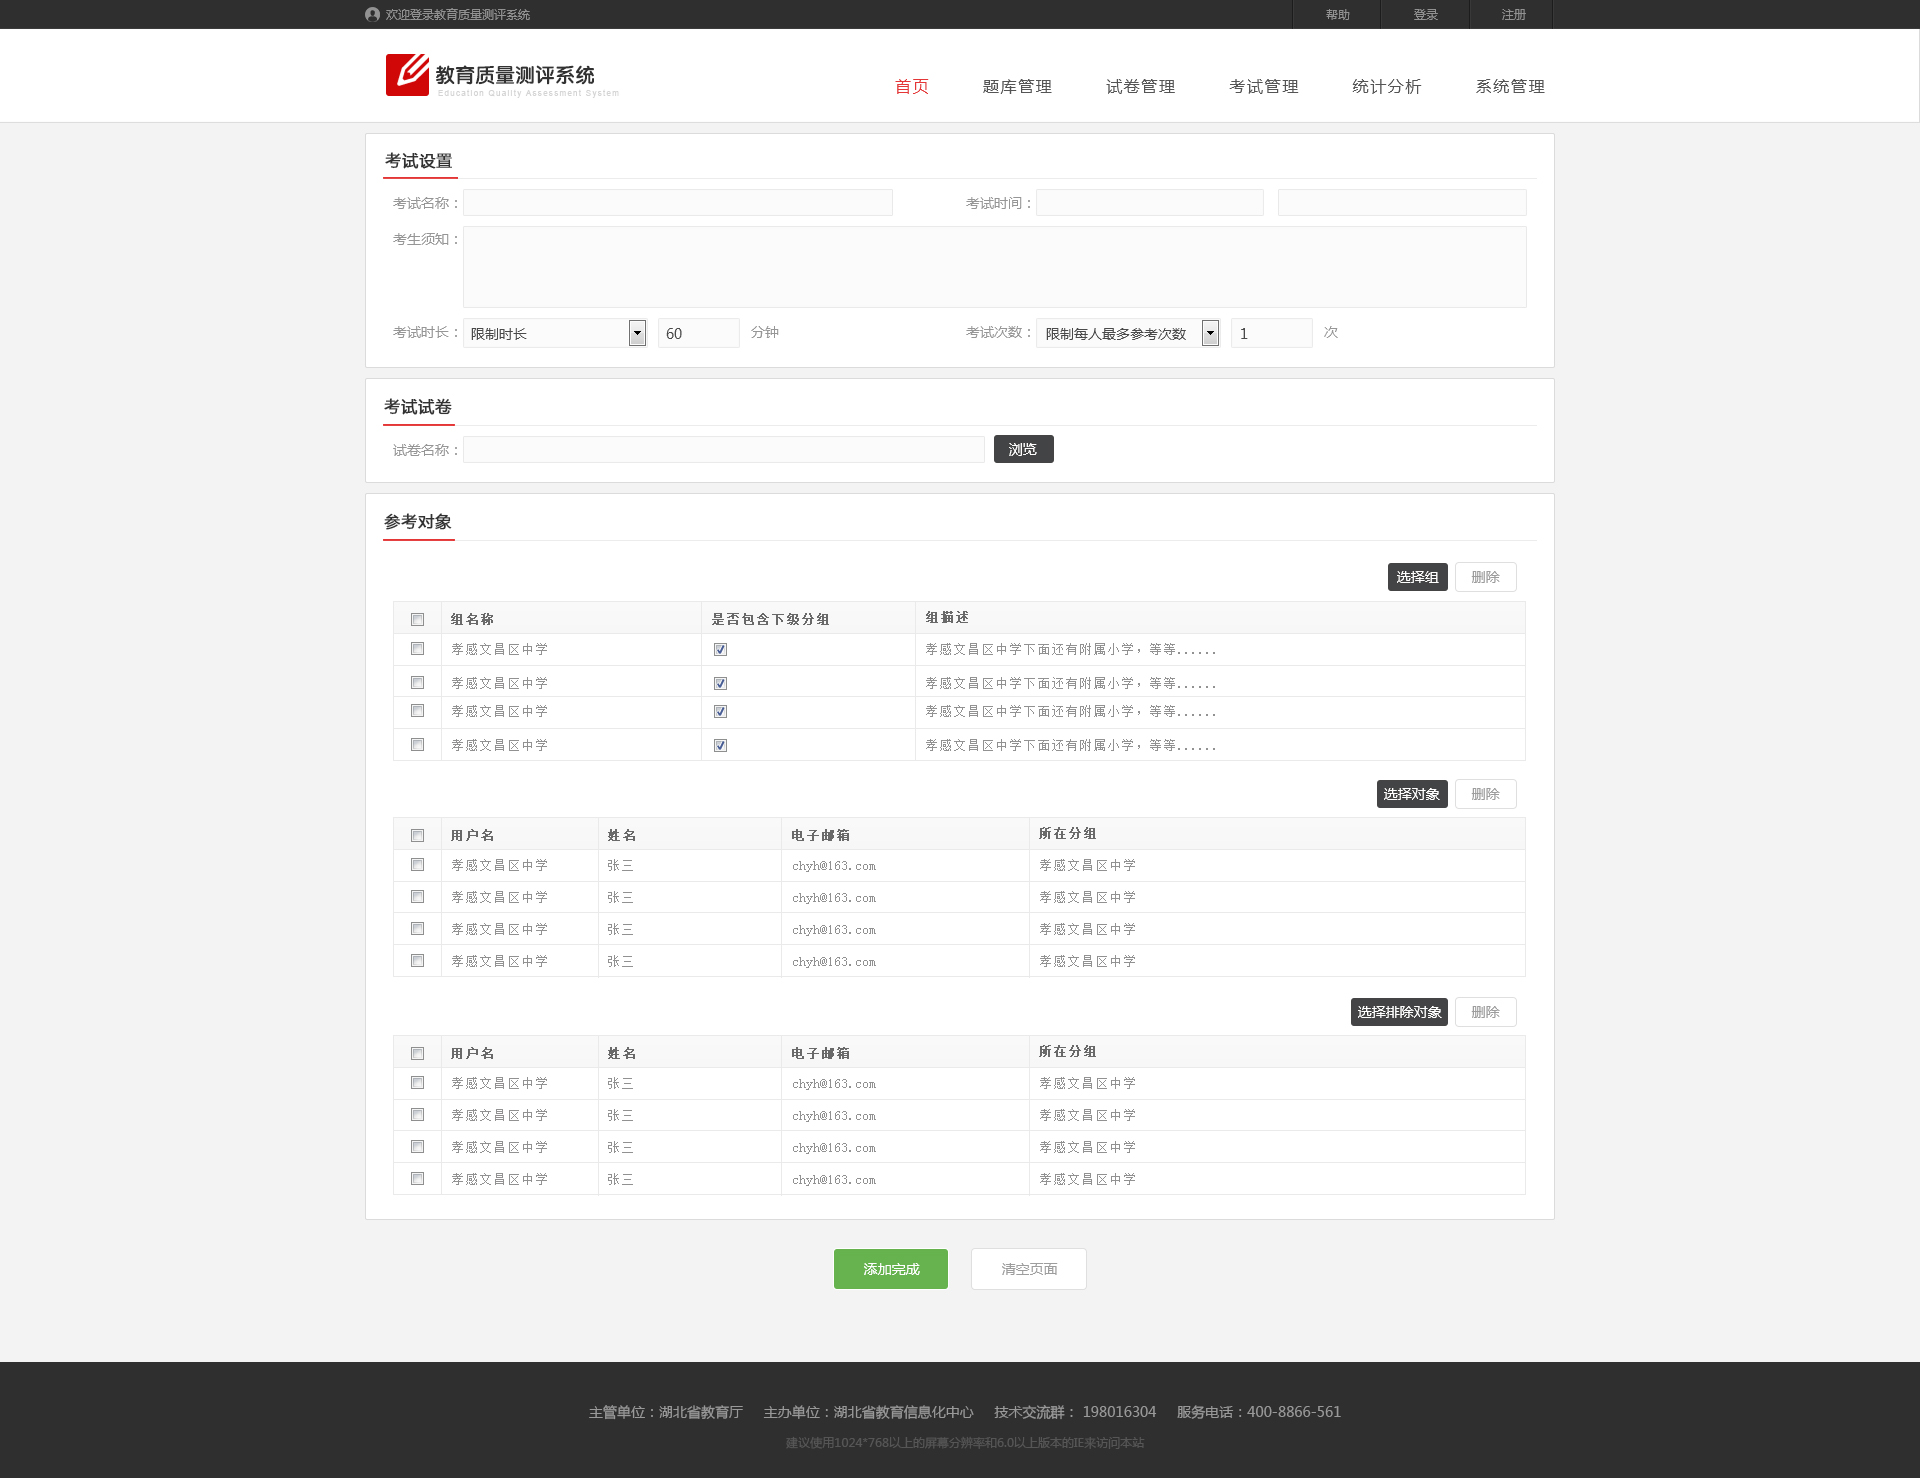 欢迎登录教育质量测评系统 帮助 登录 注册
教育质量测评系统
Education Quality Assessment System
首页 题库管理 试卷管理 考试管理 统计分析 系统管理
考试设置
考试名称： 考试时间：
考生须知：
考试时长： 限制时长 60 分钟 考试次数： 限制每人最多参考次数 1 次
考试试卷
试卷名称： 浏览
参考对象
选择组 删除
组名称 是否包含下级分组 组描述
孝感文昌区中学 孝感文昌区中学下面还有附属小学，等等......
孝感文昌区中学 孝感文昌区中学下面还有附属小学，等等......
孝感文昌区中学 孝感文昌区中学下面还有附属小学，等等......
孝感文昌区中学 孝感文昌区中学下面还有附属小学，等等......
选择对象 删除
用户名 姓名 电子邮箱 所在分组
孝感文昌区中学 张三 chyh@163.com 孝感文昌区中学
孝感文昌区中学 张三 chyh@163.com 孝感文昌区中学
孝感文昌区中学 张三 chyh@163.com 孝感文昌区中学
孝感文昌区中学 张三 chyh@163.com 孝感文昌区中学
选择排除对象 删除
用户名 姓名 电子邮箱 所在分组
孝感文昌区中学 张三 chyh@163.com 孝感文昌区中学
孝感文昌区中学 张三 chyh@163.com 孝感文昌区中学
孝感文昌区中学 张三 chyh@163.com 孝感文昌区中学
孝感文昌区中学 张三 chyh@163.com 孝感文昌区中学
添加完成 清空页面
主管单位：湖北省教育厅 主办单位：湖北省教育信息化中心 技术交流群： 198016304 服务电话：400-8866-561
建议使用1024*768以上的屏幕分辨率和6.0以上版本的IE来访问本站